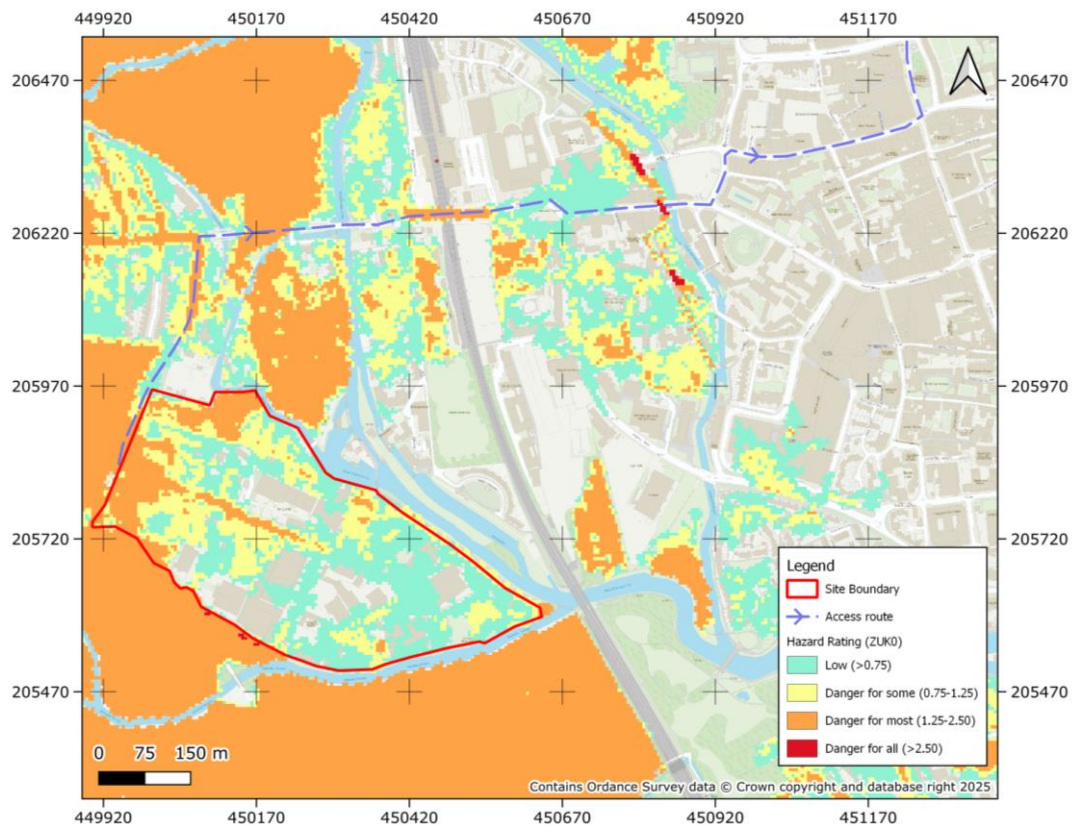 449920 450170 450420 450670 450920 451170
206470 206470
206220 206220
205970 205970
205720 205720
Legend
Site Boundary
Access route
Hazard Rating (ZUK0)
Low (>0.75)
Danger for some (0.75-1.25)
Danger for most (1.25-2.50)
Danger for all (>2.50)
205470 205470
0 75 150 m
Contains Ordance Survey data © Crown copyright and database right 2025
449920 450170 450420 450670 450920 451170